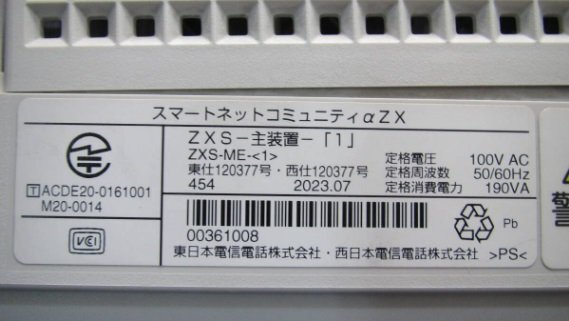 スマートネットコミュニティαZX
ZXS－主装置－「1」
ZXS-ME-<1>
東仕120377号・西仕120377号
454 2023.07
定格電圧 100V AC
定格周波数 50/60Hz
定格消費電力 190VA
T ACDE20-0161001
M20-0014
VCI
00361008
Pb
東日本電信電話株式会社・西日本電信電話株式会社 >PS<
警